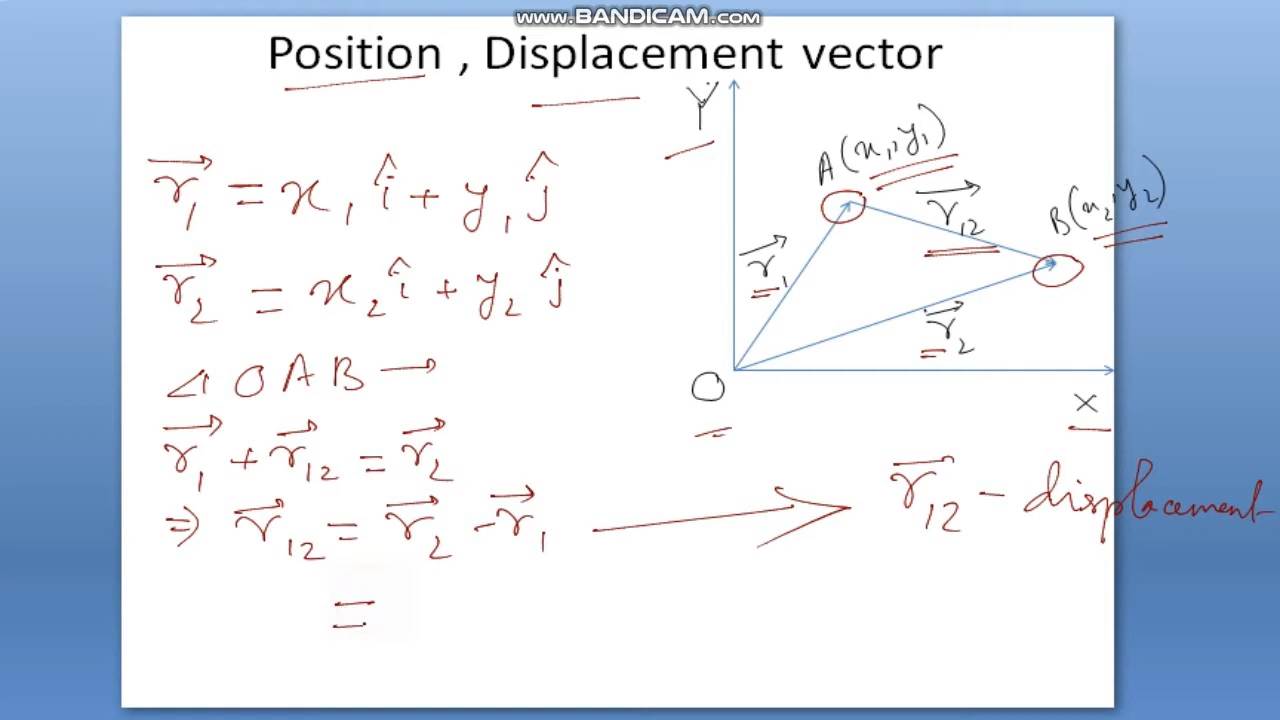 www.BANDICAM.com
Position , Displacement vector
Y
A (x₁, y₁)
B (x₂, y₂)
r⃗₁₂
r⃗₁
r⃗₂
O
X
r⃗₁ = x₁ î + y₁ ĵ
r⃗₂ = x₂ î + y₂ ĵ
⊿ OAB →
r⃗₁ + r⃗₁₂ = r⃗₂
⇒ r⃗₁₂ = r⃗₂ - r⃗₁
r⃗₁₂ - displacement
=